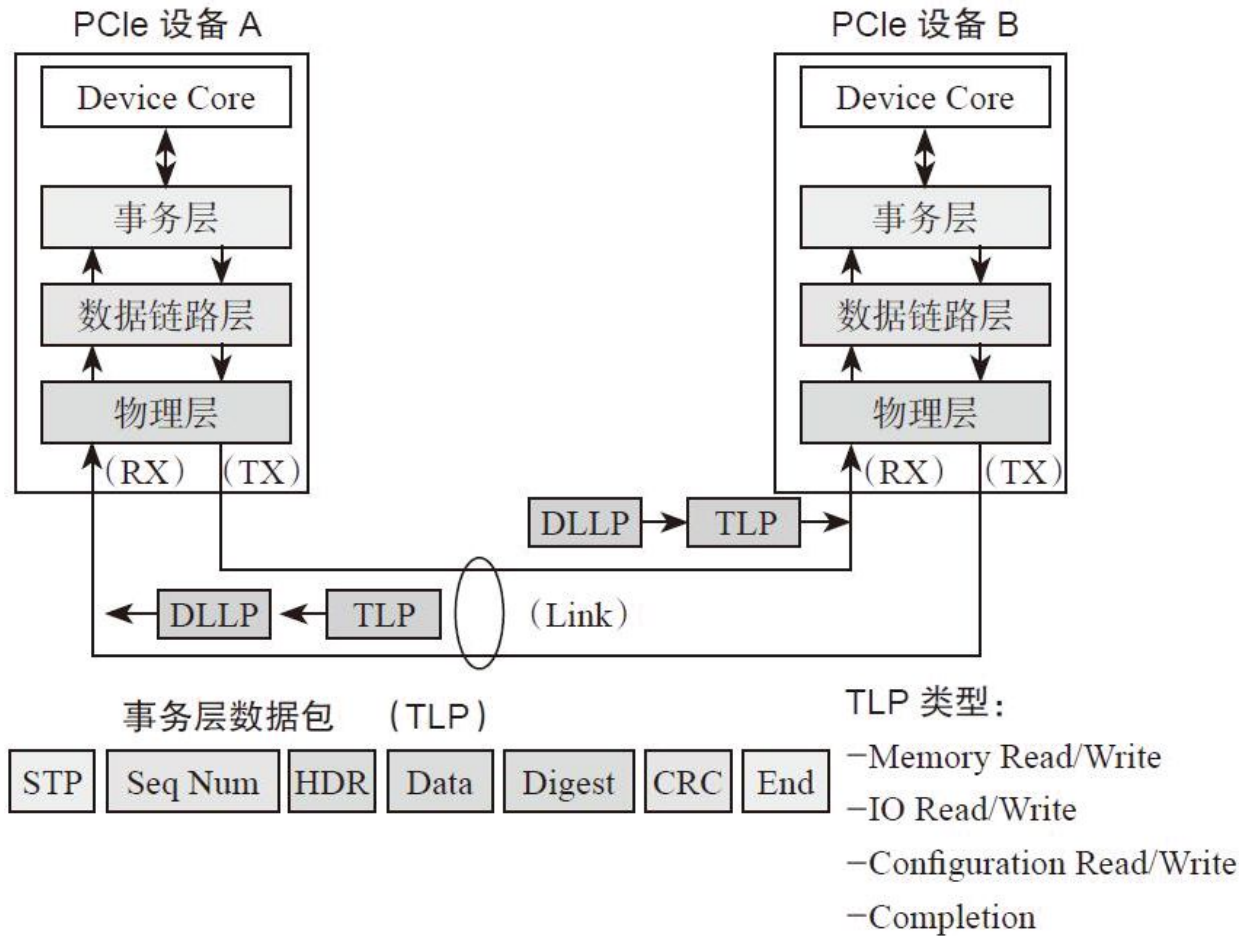 PCIe 设备 A
PCIe 设备 B
Device Core
Device Core
事务层
事务层
数据链路层
数据链路层
物理层
物理层
(RX) (TX)
(RX) (TX)
DLLP TLP
DLLP TLP (Link)
事务层数据包 (TLP)
STP Seq Num HDR Data Digest CRC End
TLP 类型:
-Memory Read/Write
-IO Read/Write
-Configuration Read/Write
-Completion